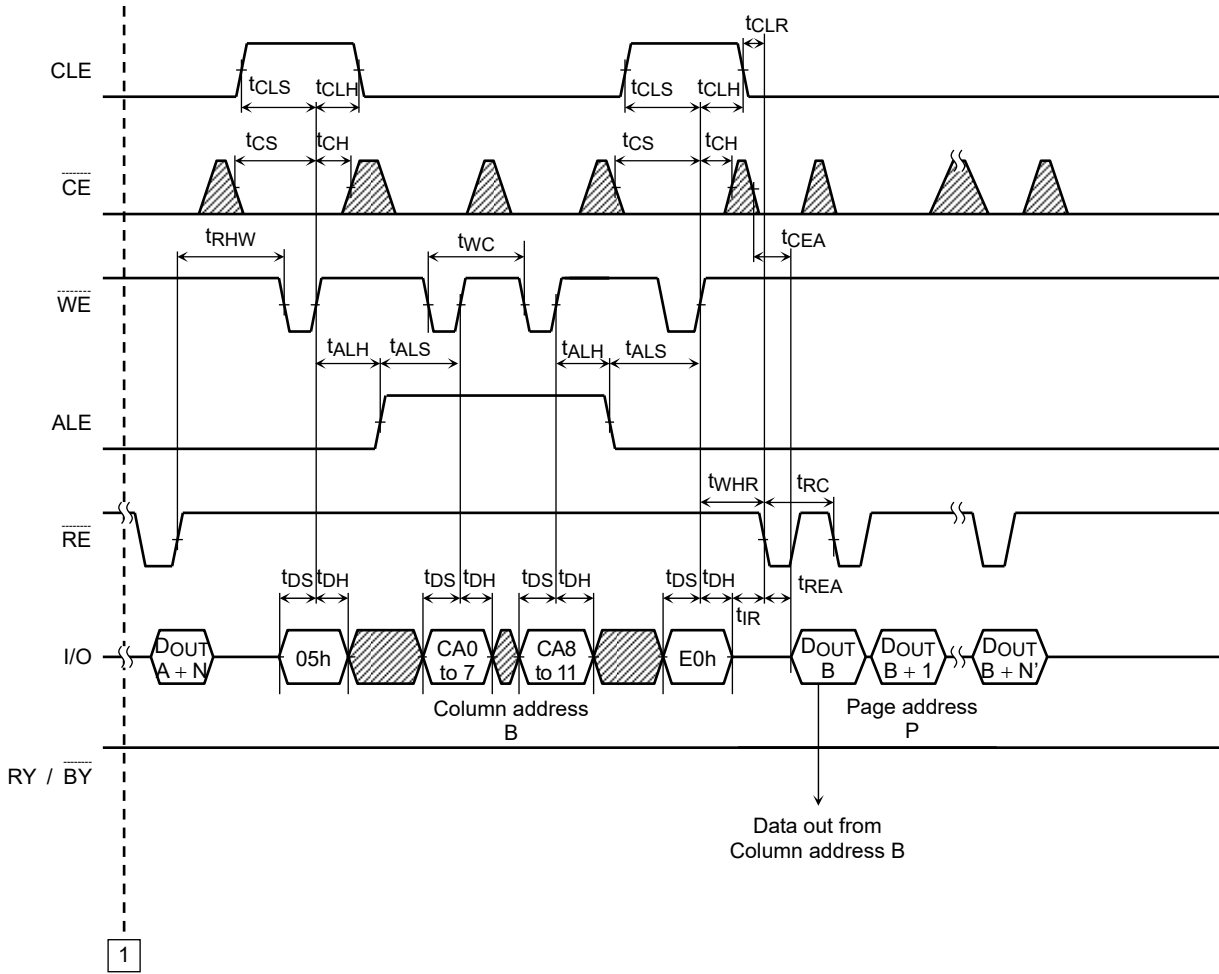 tCLR
CLE
tCLS tCLH tCLS tCLH
tCS tCH tCS tCH
CE
tRHW tWC tCEA
WE
tALH tALS tALH tALS
ALE
tWHR tRC
RE
tDS tDH tDS tDH tDS tDH tDS tDH tREA
tIR
I/O
DOUT A + N
05h
CA0 to 7
CA8 to 11
E0h
DOUT B
DOUT B + 1
DOUT B + N’
Column address
B
Page address
P
RY / BY
Data out from
Column address B
1